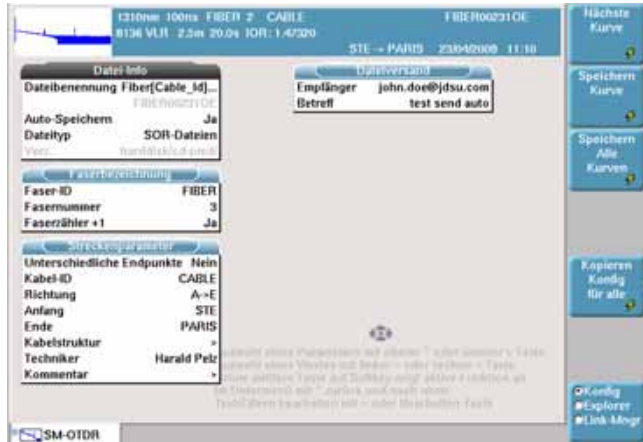 1310nm 100ns FIBER 2 CABLE FIBER00231OE
8136 VLR 2.5m 20.0s IOR: 1.47320
STE → PARIS 23/04/2009 11:10
Datei-Info
Dateibenennung Fiber[Cable_Id]...
FIBER00231OE
Auto-Speichern Ja
Dateityp SOR-Dateien
Verz.
Faserbezeichnung
Faser-ID FIBER
Fasernummer 3
Faserzähler +1 Ja
Streckenparameter
Unterschiedliche Endpunkte Nein
Kabel-ID CABLE
Richtung A->E
Anfang STE
Ende PARIS
Kabelstruktur >
Techniker Harald Pelz
Kommentar >
Dateiversand
Empfänger john.doe@jdsu.com
Betreff test send auto
Nächste
Kurve
Speichern
Kurve
Speichern
Alle
Kurven
Kopieren
Konfig
für alle
Konfig
Explorer
Link-Mngr
SM-OTDR